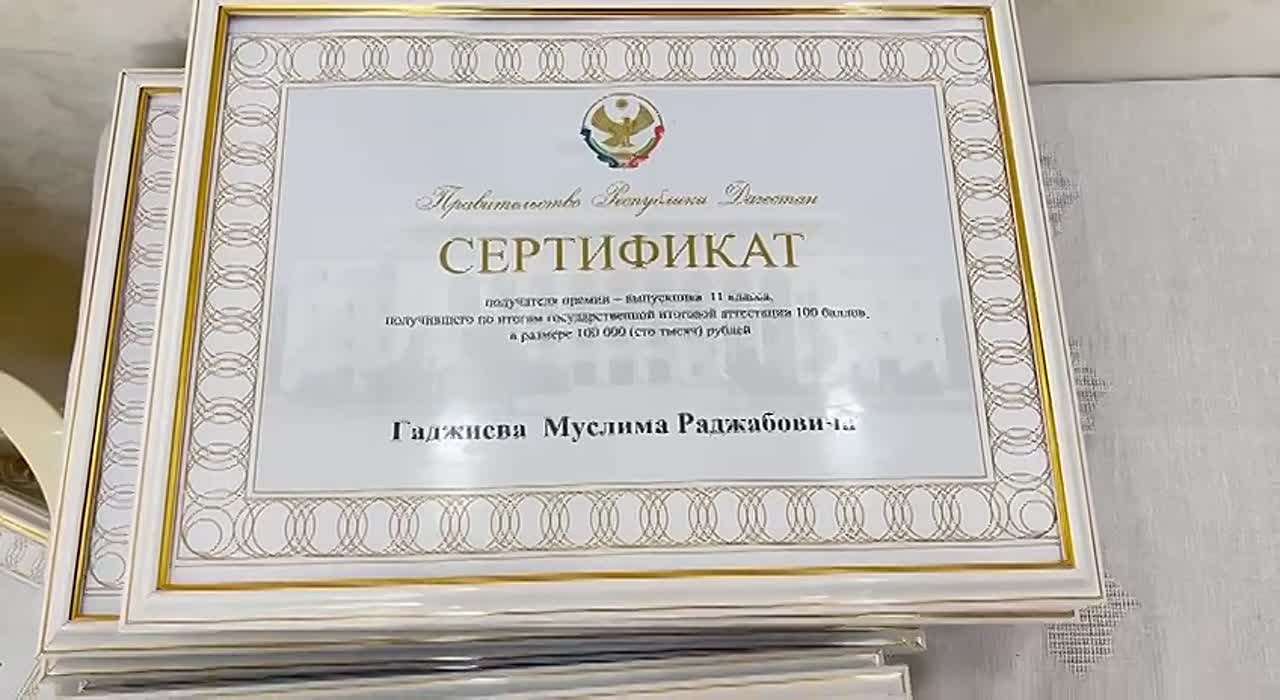 Правительство Республики Дагестан
СЕРТИФИКАТ
получателя премии – выпускника 11 класса,
получившего по итогам государственной итоговой аттестации 100 баллов,
в размере 100 000 (сто тысяч) рублей
Гаджиева Муслима Раджабовича